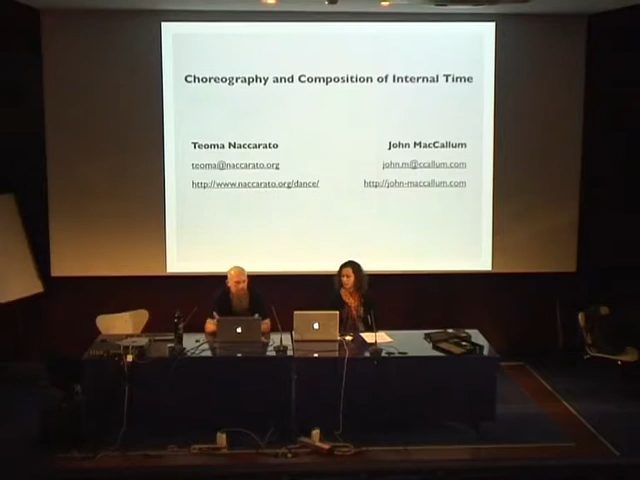 Choreography and Composition of Internal Time
Teoma Naccarato
John MacCallum
teoma@naccarato.org
john.m@ccallum.com
http://www.naccarato.org/dance/
http://john-maccallum.com